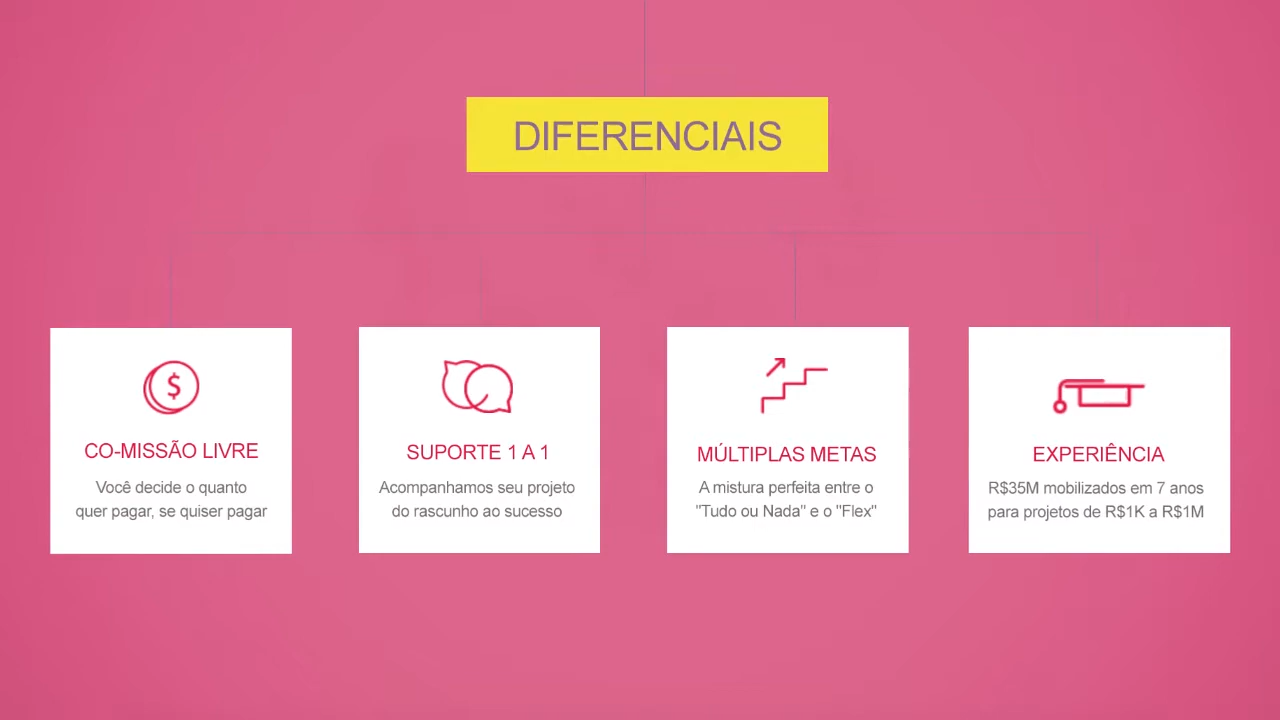 DIFERENCIAIS
CO-MISSÃO LIVRE
Você decide o quanto
quer pagar, se quiser pagar
SUPORTE 1 A 1
Acompanhamos seu projeto
do rascunho ao sucesso
MÚLTIPLAS METAS
A mistura perfeita entre o
"Tudo ou Nada" e o "Flex"
EXPERIÊNCIA
R$35M mobilizados em 7 anos
para projetos de R$1K a R$1M